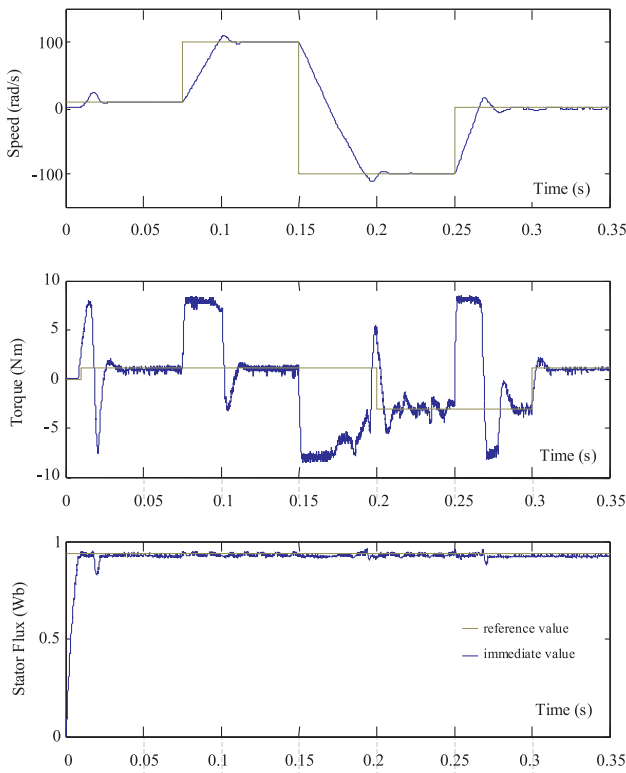 100
0
-100
Speed (rad/s)
Time (s)
0 0.05 0.1 0.15 0.2 0.25 0.3 0.35
10
5
0
-5
-10
Torque (Nm)
Time (s)
0 0.05 0.1 0.15 0.2 0.25 0.3 0.35
1
0.5
0
Stator Flux (Wb)
reference value
immediate value
Time (s)
0 0.05 0.1 0.15 0.2 0.25 0.3 0.35